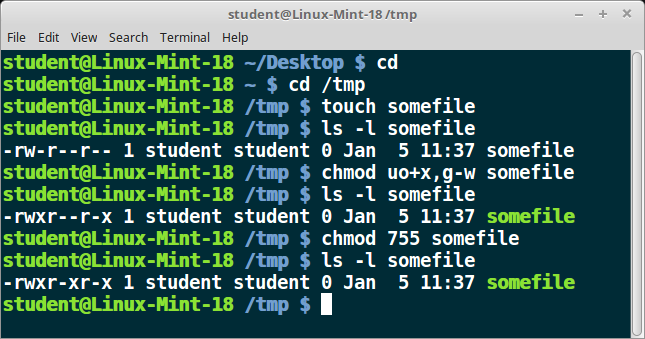 student@Linux-Mint-18 /tmp
File Edit View Search Terminal Help
student@Linux-Mint-18 ~/Desktop $ cd
student@Linux-Mint-18 ~ $ cd /tmp
student@Linux-Mint-18 /tmp $ touch somefile
student@Linux-Mint-18 /tmp $ ls -l somefile
-rw-r--r-- 1 student student 0 Jan  5 11:37 somefile
student@Linux-Mint-18 /tmp $ chmod uo+x,g-w somefile
student@Linux-Mint-18 /tmp $ ls -l somefile
-rwxr--r-x 1 student student 0 Jan  5 11:37 somefile
student@Linux-Mint-18 /tmp $ chmod 755 somefile
student@Linux-Mint-18 /tmp $ ls -l somefile
-rwxr-xr-x 1 student student 0 Jan  5 11:37 somefile
student@Linux-Mint-18 /tmp $